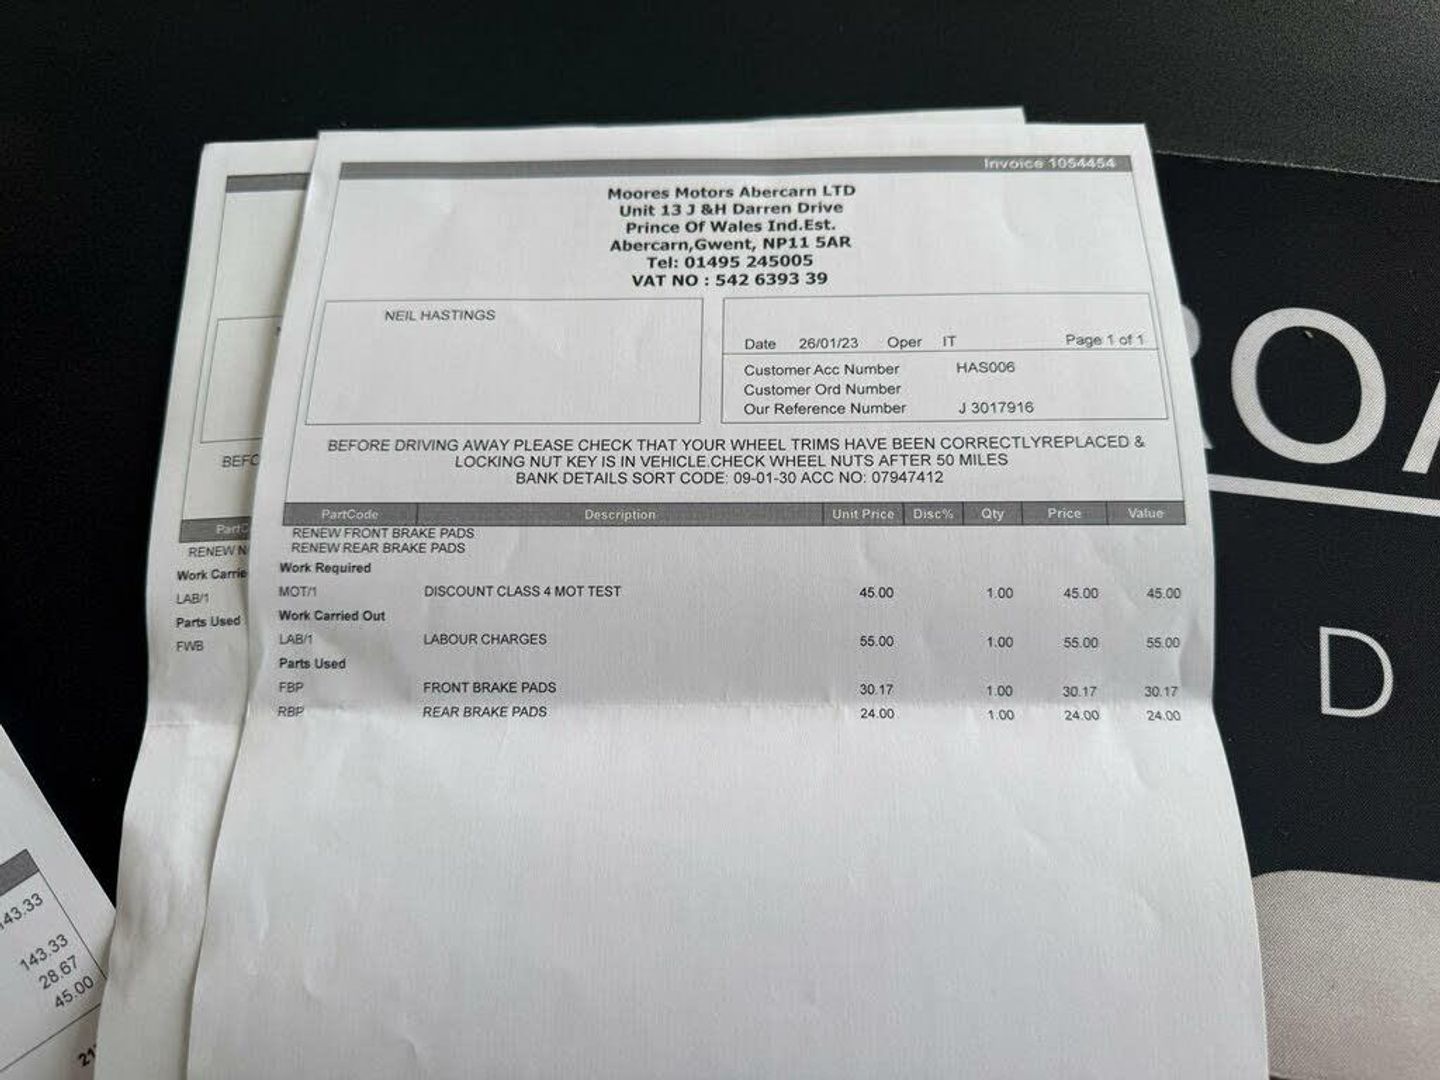 Invoice 1054454
Moores Motors Abercarn LTD
Unit 13 J &H Darren Drive
Prince Of Wales Ind.Est.
Abercarn,Gwent, NP11 5AR
Tel: 01495 245005
VAT NO : 542 6393 39
NEIL HASTINGS
Date 26/01/23 Oper IT Page 1 of 1
Customer Acc Number HAS006
Customer Ord Number
Our Reference Number J 3017916
BEFORE DRIVING AWAY PLEASE CHECK THAT YOUR WHEEL TRIMS HAVE BEEN CORRECTLYREPLACED &
LOCKING NUT KEY IS IN VEHICLE.CHECK WHEEL NUTS AFTER 50 MILES
BANK DETAILS SORT CODE: 09-01-30 ACC NO: 07947412
PartCode Description Unit Price Disc% Qty Price Value
RENEW FRONT BRAKE PADS
RENEW REAR BRAKE PADS
Work Required
MOT/1 DISCOUNT CLASS 4 MOT TEST 45.00 1.00 45.00 45.00
Work Carried Out
LAB/1 LABOUR CHARGES 55.00 1.00 55.00 55.00
Parts Used
FBP FRONT BRAKE PADS 30.17 1.00 30.17 30.17
RBP REAR BRAKE PADS 24.00 1.00 24.00 24.00
BEFO
PartC
RENEW N
Work Carrie
LAB/1
Parts Used
FWB
143.33
143.33
28.67
45.00
ROA
D